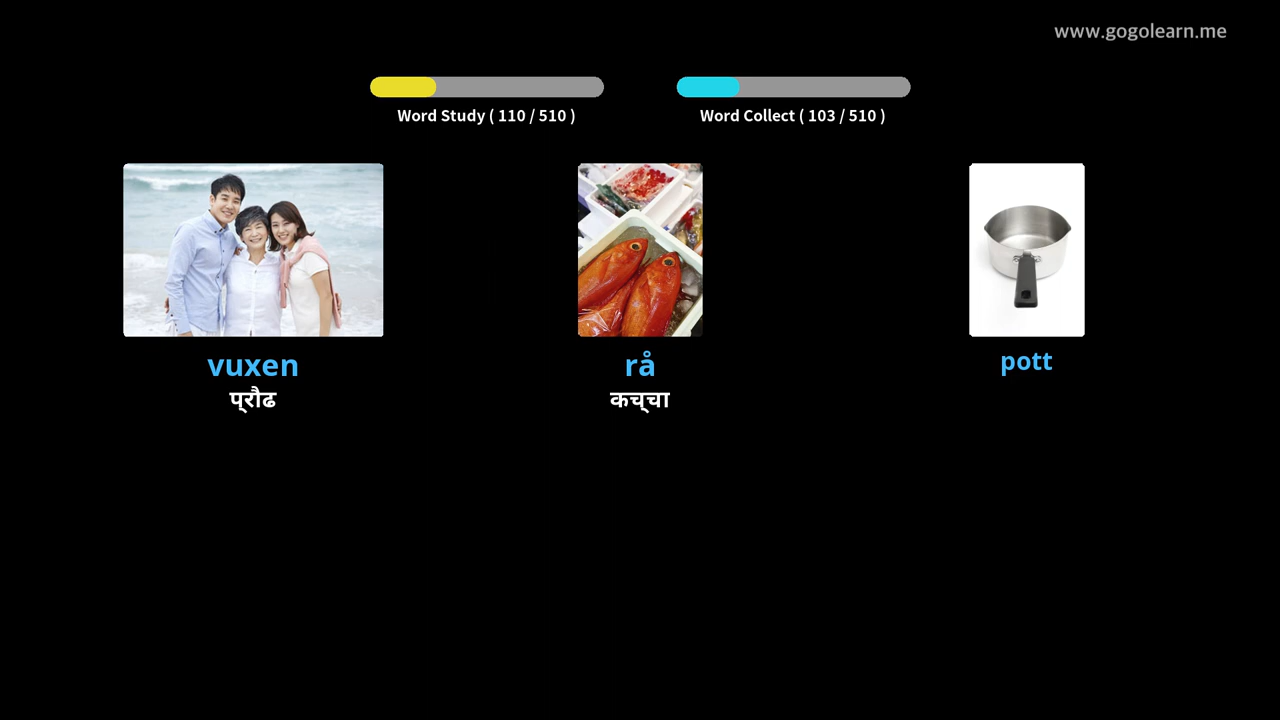 www.gogolearn.me
Word Study ( 110 / 510 )
Word Collect ( 103 / 510 )
vuxen
प्रौढ
rå
कच्चा
pott